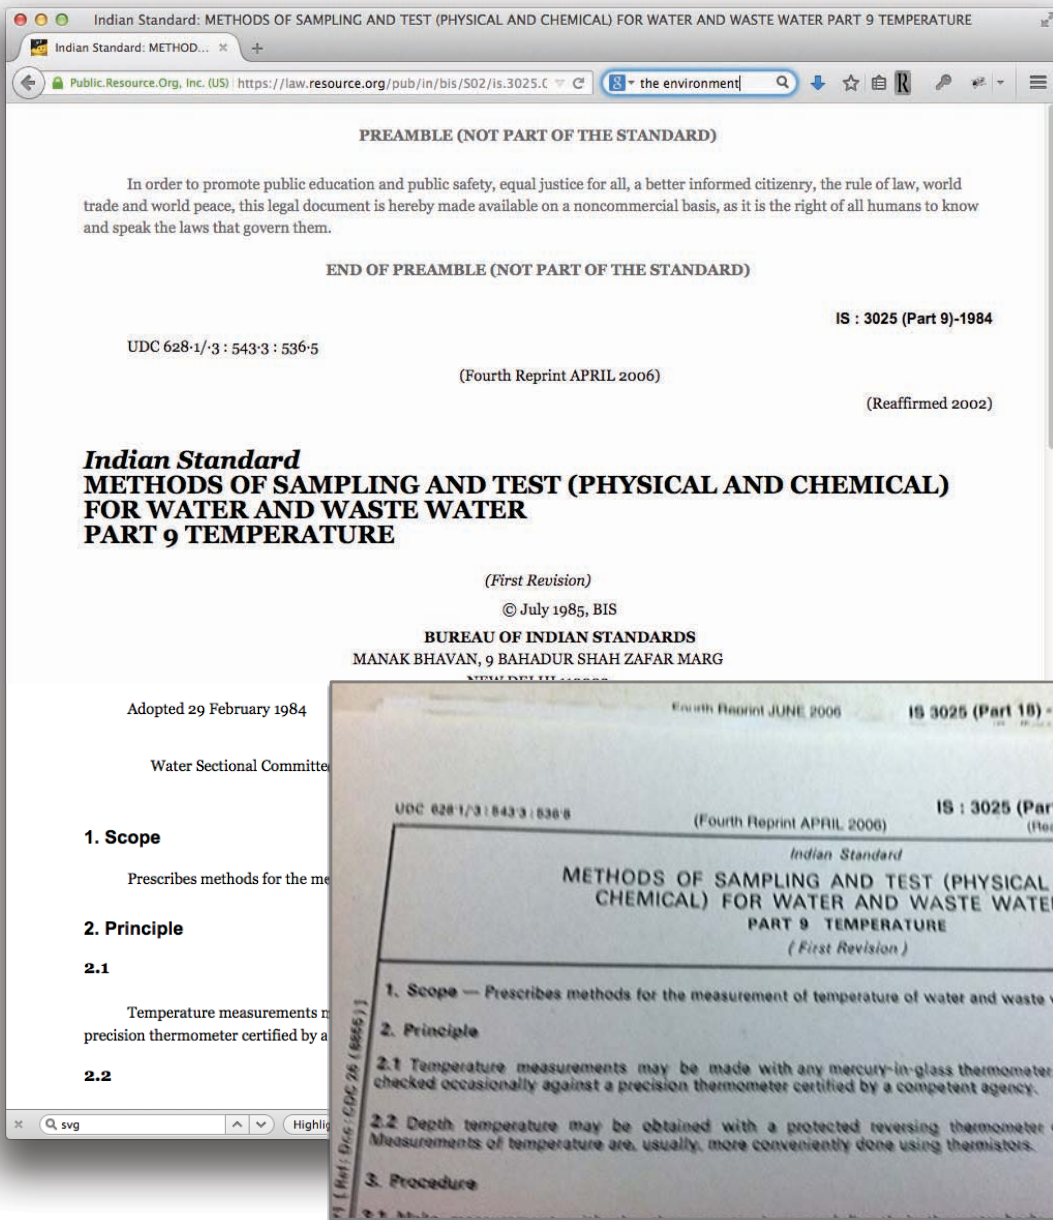 Indian Standard: METHODS OF SAMPLING AND TEST (PHYSICAL AND CHEMICAL) FOR WATER AND WASTE WATER PART 9 TEMPERATURE
Indian Standard: METHOD...
Public.Resource.Org, Inc. (US) https://law.resource.org/pub/in/bis/S02/is.3025.0
the environment
PREAMBLE (NOT PART OF THE STANDARD)
In order to promote public education and public safety, equal justice for all, a better informed citizenry, the rule of law, world
trade and world peace, this legal document is hereby made available on a noncommercial basis, as it is the right of all humans to know
and speak the laws that govern them.
END OF PREAMBLE (NOT PART OF THE STANDARD)
IS : 3025 (Part 9)-1984
UDC 628·1/·3 : 543·3 : 536·5
(Fourth Reprint APRIL 2006)
(Reaffirmed 2002)
Indian Standard
METHODS OF SAMPLING AND TEST (PHYSICAL AND CHEMICAL)
FOR WATER AND WASTE WATER
PART 9 TEMPERATURE
(First Revision)
© July 1985, BIS
BUREAU OF INDIAN STANDARDS
MANAK BHAVAN, 9 BAHADUR SHAH ZAFAR MARG
NEW DELHI
Adopted 29 February 1984
Water Sectional Committe
1. Scope
Prescribes methods for the me
2. Principle
2.1
Temperature measurements
precision thermometer certified by a
2.2
svg
Highlig
Fourth Reprint JUNE 2006
IS 3025 (Part 18) -
UDC 628·1/·3 : 543·3 : 536·5
IS : 3025 (Par
(Fourth Reprint APRIL 2006)
(Rea
Indian Standard
METHODS OF SAMPLING AND TEST (PHYSICAL
CHEMICAL) FOR WATER AND WASTE WATE
PART 9 TEMPERATURE
( First Revision )
1. Scope — Prescribes methods for the measurement of temperature of water and waste
2. Principle
2.1 Temperature measurements may be made with any mercury-in-glass thermometer
checked occasionally against a precision thermometer certified by a competent agency.
2.2 Depth temperature may be obtained with a protected reversing thermometer
Measurements of temperature are, usually, more conveniently done using thermistors.
3. Procedure
[ Ref : Doc : CDC 26 ( 6866 ) ]